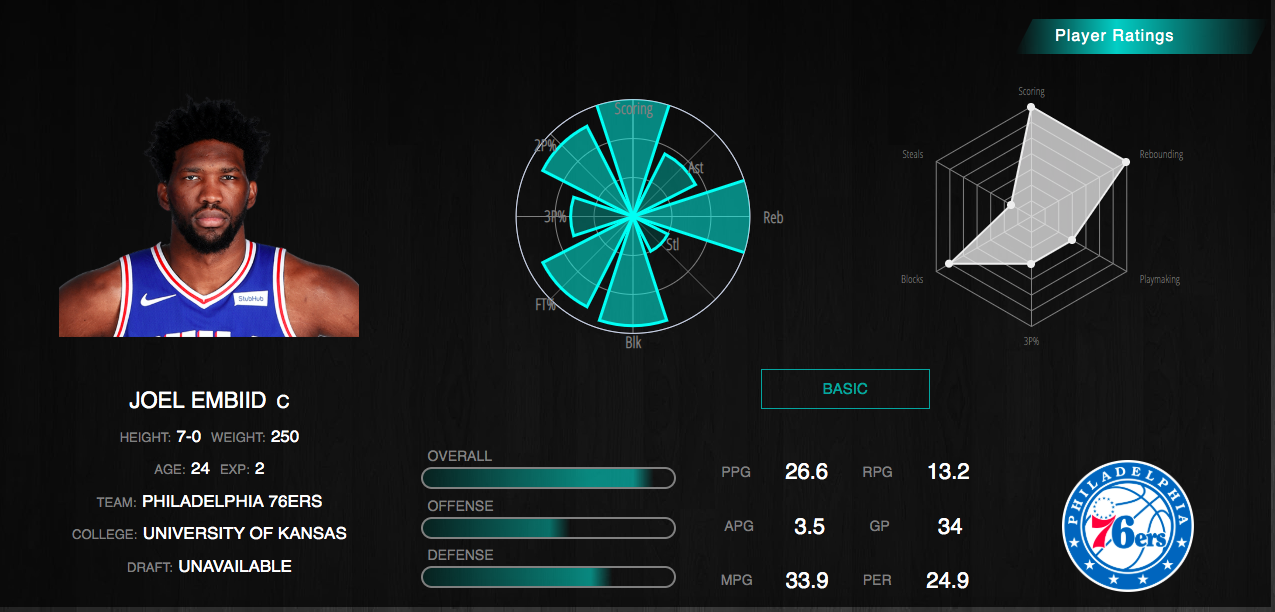 Player Ratings
Scoring
2P%
Ast
3P%
Reb
Stl
FT%
Blk
Scoring
Steals
Rebounding
Blocks
Playmaking
3P%
StubHub
JOEL EMBIID C
HEIGHT: 7-0 WEIGHT: 250
AGE: 24 EXP: 2
TEAM: PHILADELPHIA 76ERS
COLLEGE: UNIVERSITY OF KANSAS
DRAFT: UNAVAILABLE
BASIC
OVERALL
OFFENSE
DEFENSE
PPG 26.6 RPG 13.2
APG 3.5 GP 34
MPG 33.9 PER 24.9
PHILADELPHIA
76ers